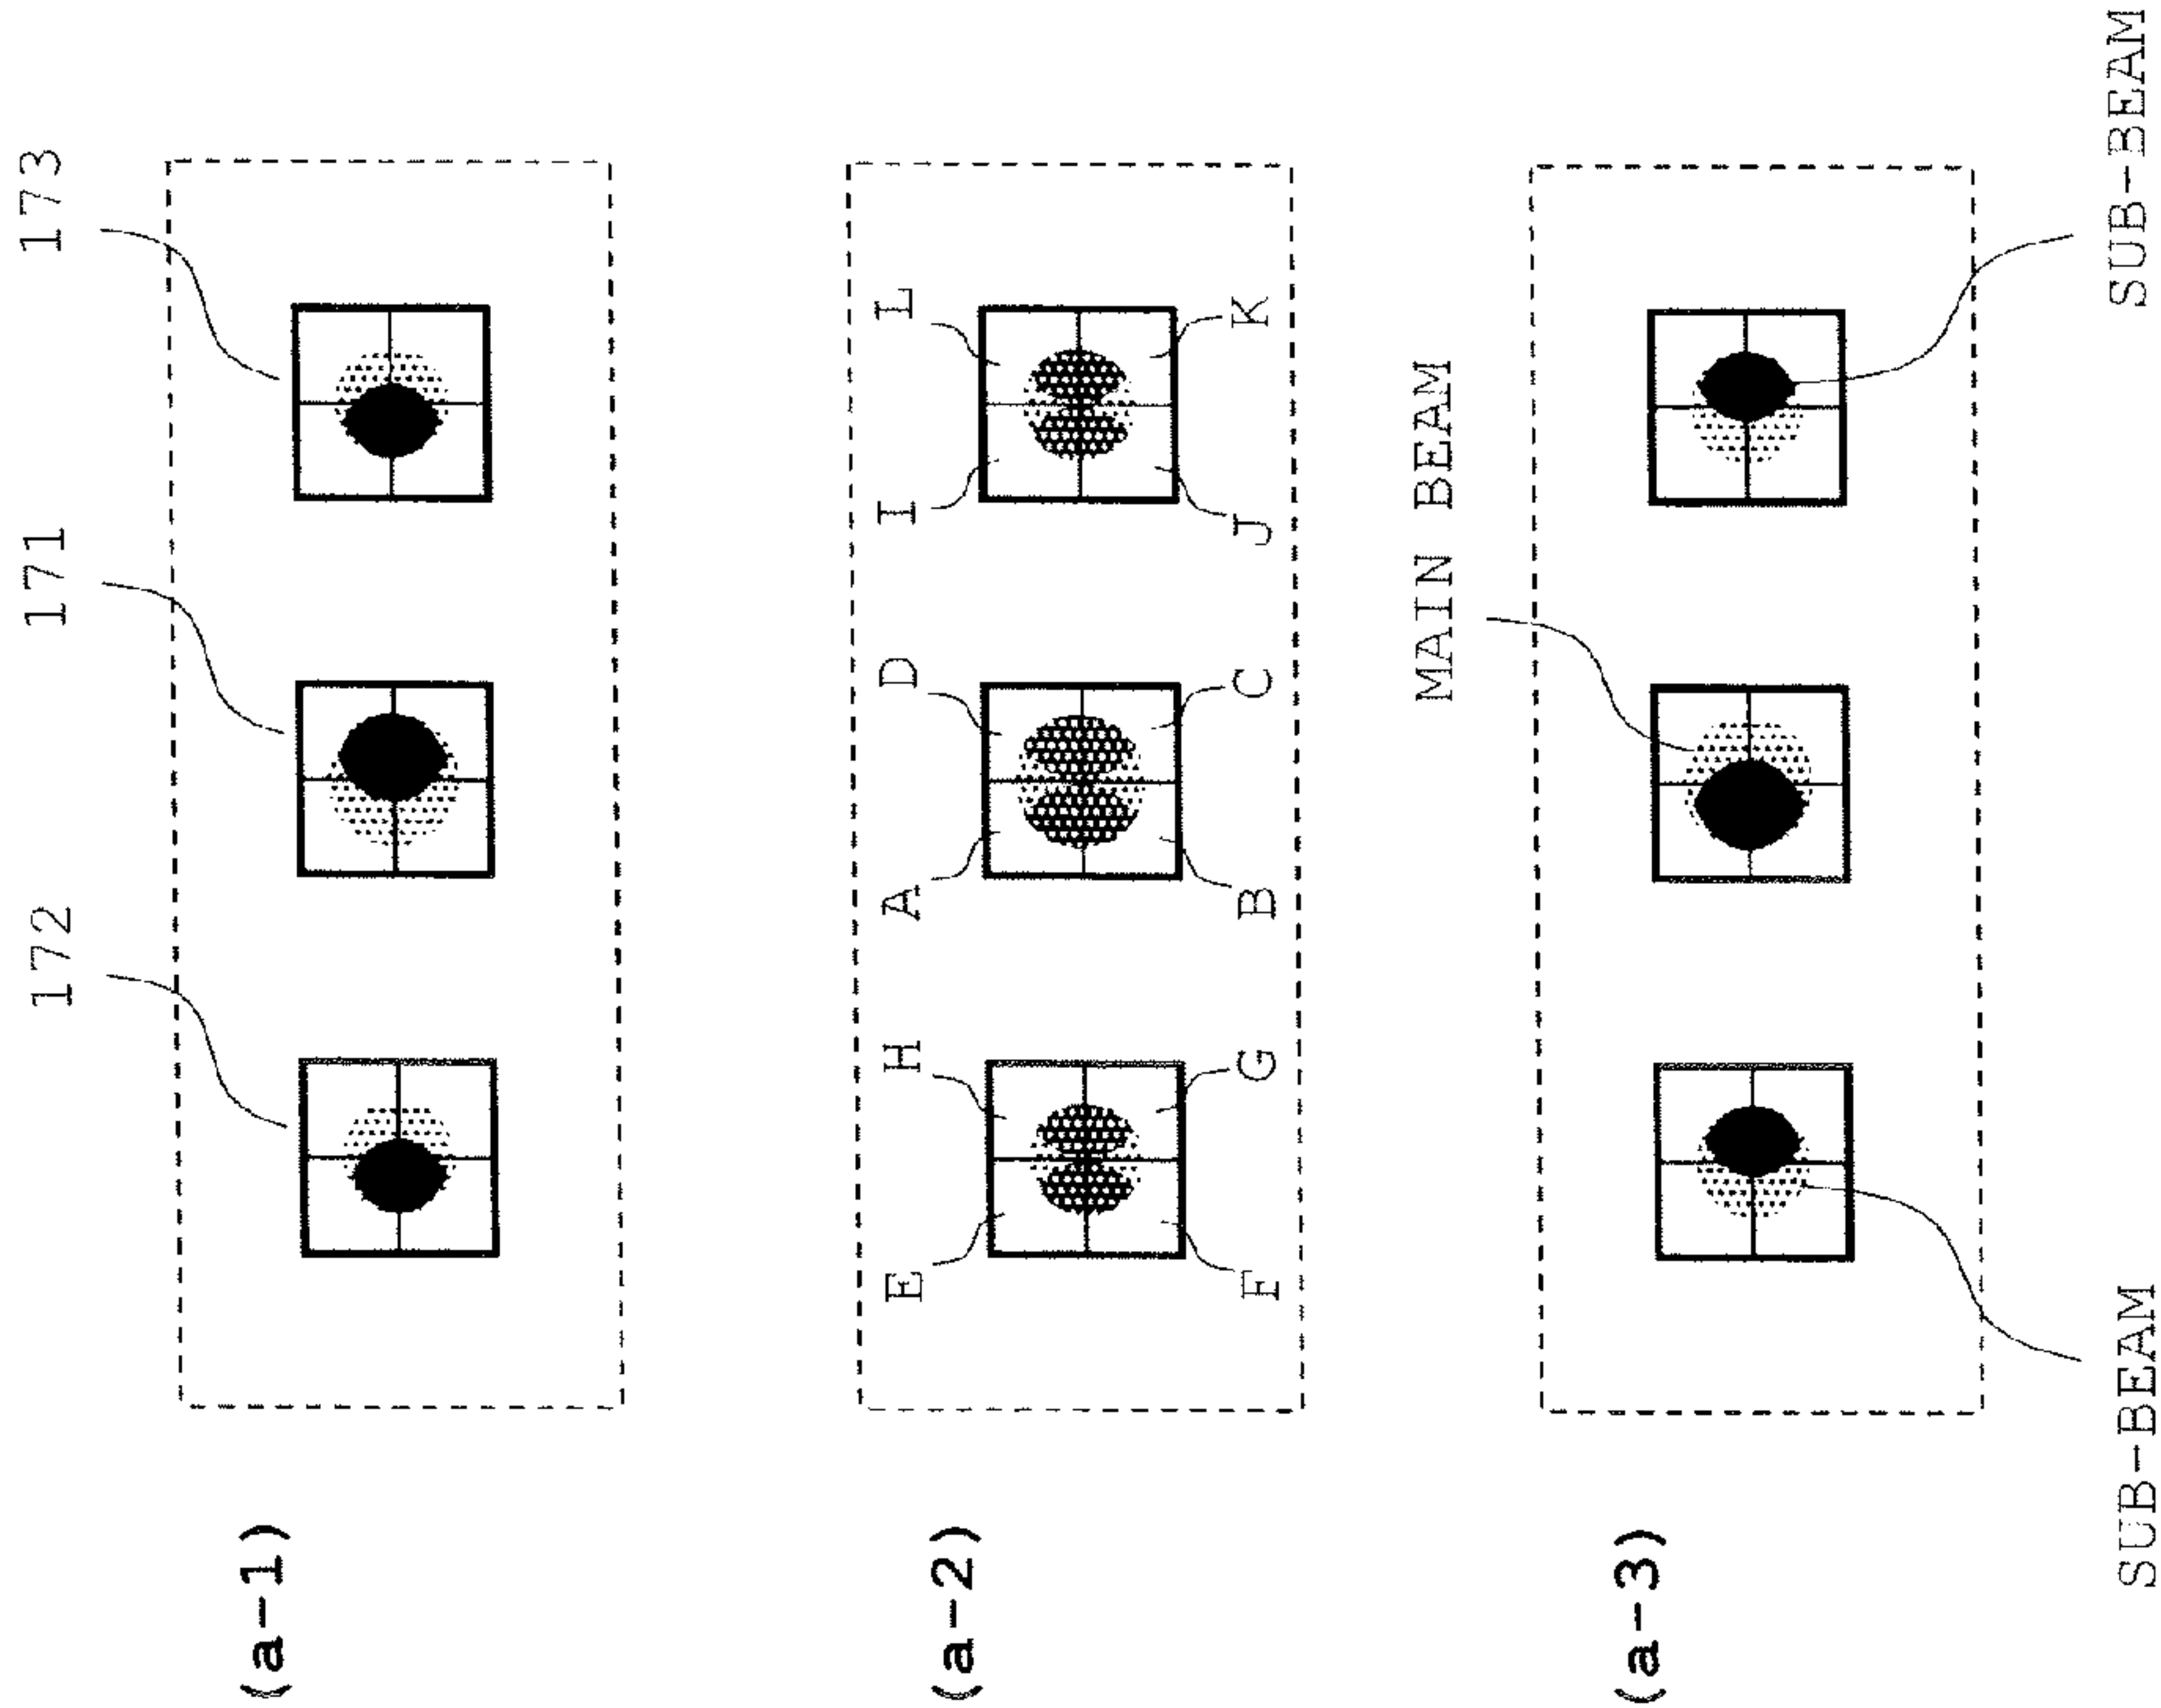 172 171 173
(a-1)
E H A D I L
(a-2)
F G B C J K
MAIN BEAM
(a-3)
SUB-BEAM SUB-BEAM